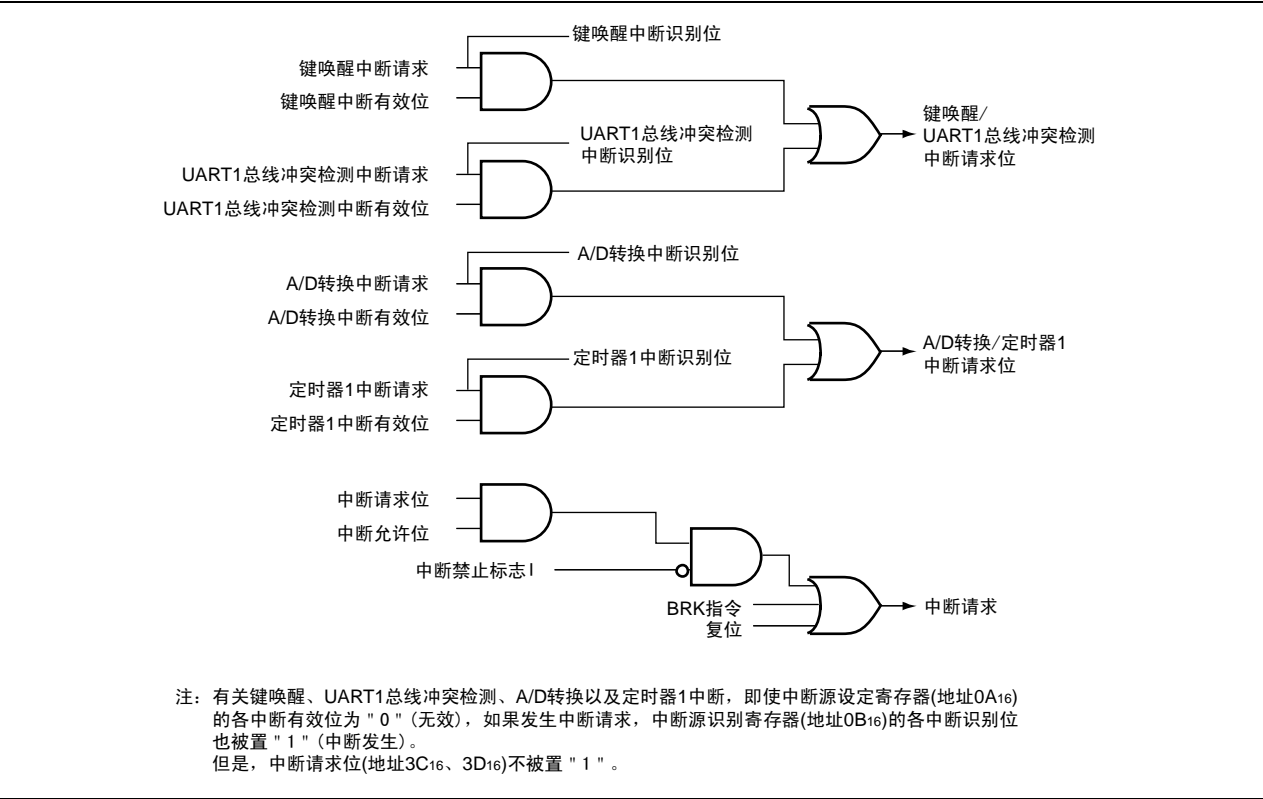 键唤醒中断识别位
键唤醒中断请求
键唤醒中断有效位
键唤醒/
UART1总线冲突检测
中断请求位
UART1总线冲突检测
中断识别位
UART1总线冲突检测中断请求
UART1总线冲突检测中断有效位
A/D转换中断识别位
A/D转换中断请求
A/D转换中断有效位
A/D转换/定时器1
中断请求位
定时器1中断识别位
定时器1中断请求
定时器1中断有效位
中断请求位
中断允许位
中断禁止标志I
BRK指令
复位
中断请求
注：有关键唤醒、UART1总线冲突检测、A/D转换以及定时器1中断，即使中断源设定寄存器(地址0A16)
的各中断有效位为 " 0 " (无效)，如果发生中断请求，中断源识别寄存器(地址0B16)的各中断识别位
也被置 " 1 " (中断发生)。
但是，中断请求位(地址3C16、3D16)不被置 " 1 " 。